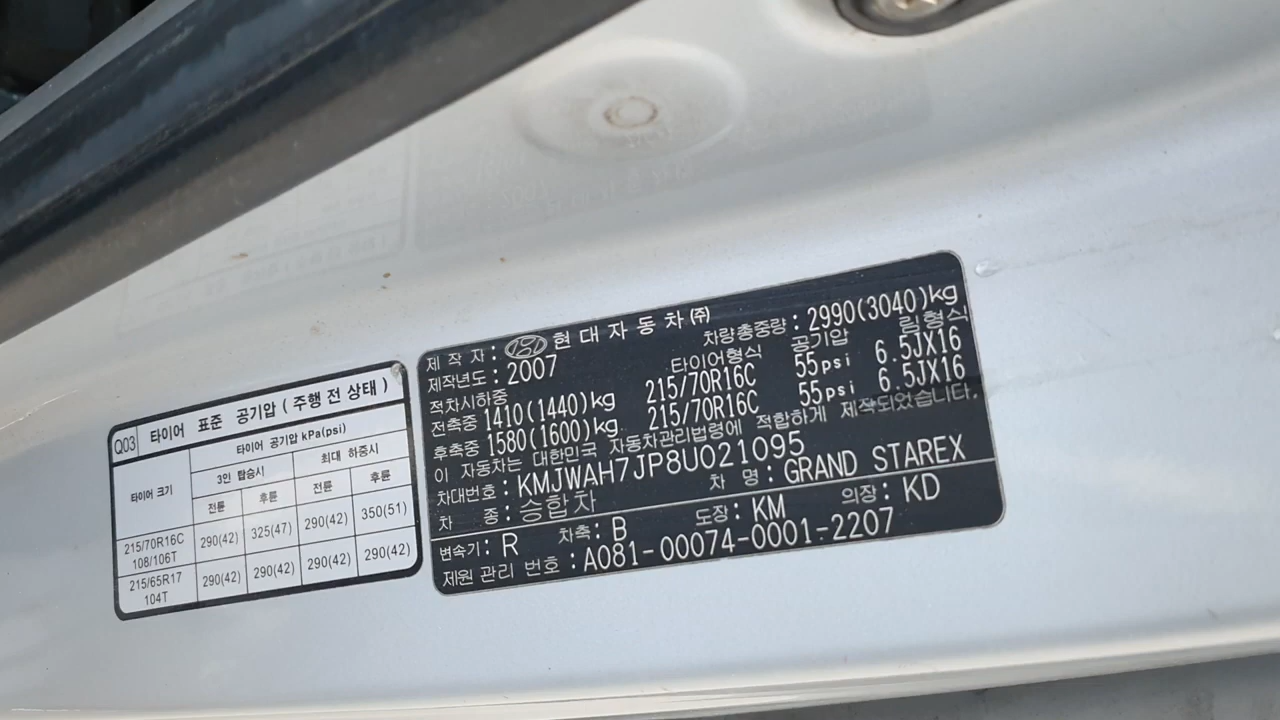 Q03 타이어 표준 공기압 ( 주행 전 상태 )
타이어 크기
타이어 공기압 kPa(psi)
3인 탑승시 최대 하중시
전륜 후륜 전륜 후륜
215/70R16C 108/106T 290(42) 325(47) 290(42) 350(51)
215/65R17 104T 290(42) 290(42) 290(42) 290(42)
제 작 자 : 현대자동차㈜
제작년도 : 2007 차량총중량 : 2990(3040)kg
적차시하중 타이어형식 공기압 림형식
전축중 1410(1440)kg 215/70R16C 55psi 6.5JX16
후축중 1580(1600)kg 215/70R16C 55psi 6.5JX16
이 자동차는 대한민국 자동차관리법령에 적합하게 제작되었습니다.
차대번호 : KMJWAH7JP8U021095
차 종 : 승합차 차 명 : GRAND STAREX
변속기 : R 차축 : B 도장 : KM 의장 : KD
제원 관리 번호 : A081-00074-0001-2207